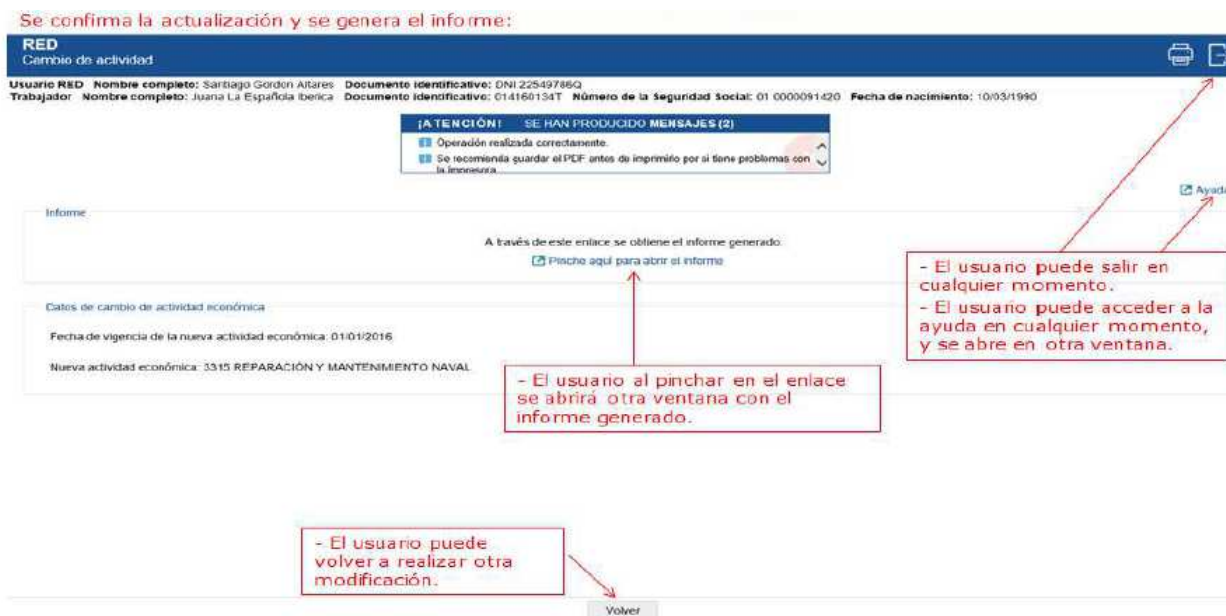 Se confirma la actualización y se genera el informe:
RED
Cambio de actividad
Usuario RED Nombre completo: Santiago Gordon Altares Documento identificativo: DNI 22549786Q
Trabajador Nombre completo: Juana La Española Iberica Documento identificativo: 014160134T Número de la Seguridad Social: 01 0000091420 Fecha de nacimiento: 10/03/1990
¡ATENCIÓN! SE HAN PRODUCIDO MENSAJES (2)
Operación realizada correctamente.
Se recomienda guardar el PDF antes de imprimirlo por si tiene problemas con
la impresora
Ayuda
Informe
A través de este enlace se obtiene el informe generado.
Pinche aquí para abrir el informe
- El usuario puede salir en
cualquier momento.
- El usuario puede acceder a la
ayuda en cualquier momento,
y se abre en otra ventana.
Datos de cambio de actividad económica
Fecha de vigencia de la nueva actividad económica: 01/01/2016
Nueva actividad económica: 3315 REPARACIÓN Y MANTENIMIENTO NAVAL
- El usuario al pinchar en el enlace
se abrirá otra ventana con el
informe generado.
- El usuario puede
volver a realizar otra
modificación.
Volver